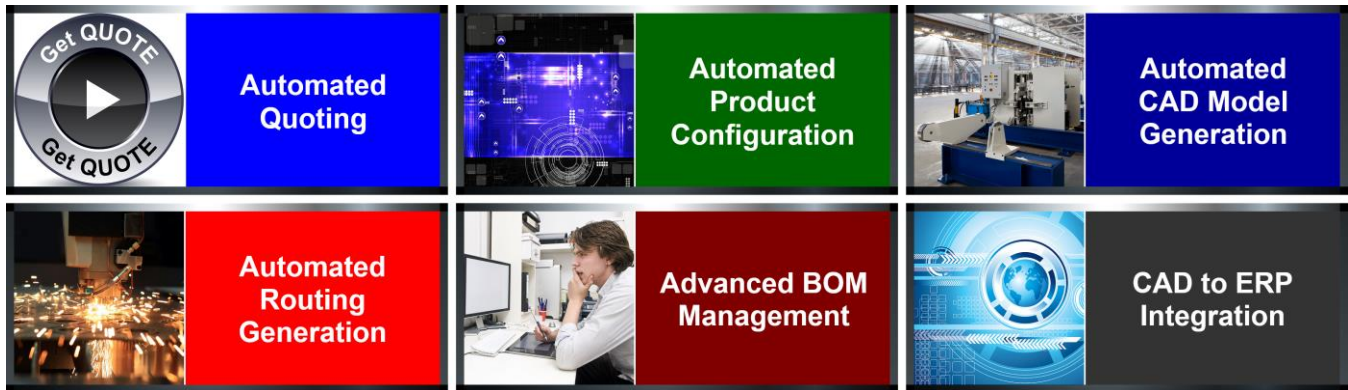 Get QUOTE
Get QUOTE
Automated
Quoting
Automated
Product
Configuration
Automated
CAD Model
Generation
Automated
Routing
Generation
Advanced BOM
Management
CAD to ERP
Integration